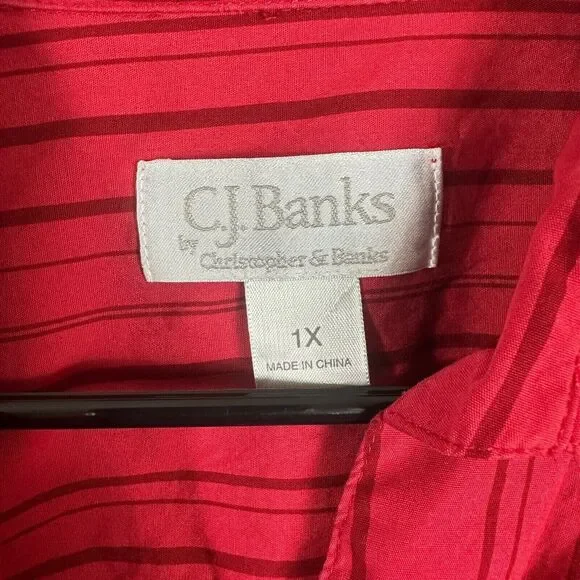 C.J. Banks
by Christopher & Banks
1X
MADE IN CHINA